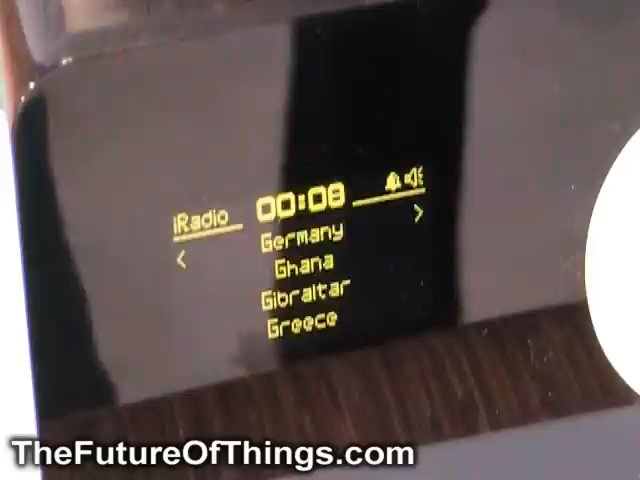 iRadio 00:08
Germany
< >
Ghana
Gibraltar
Greece
TheFutureOfThings.com